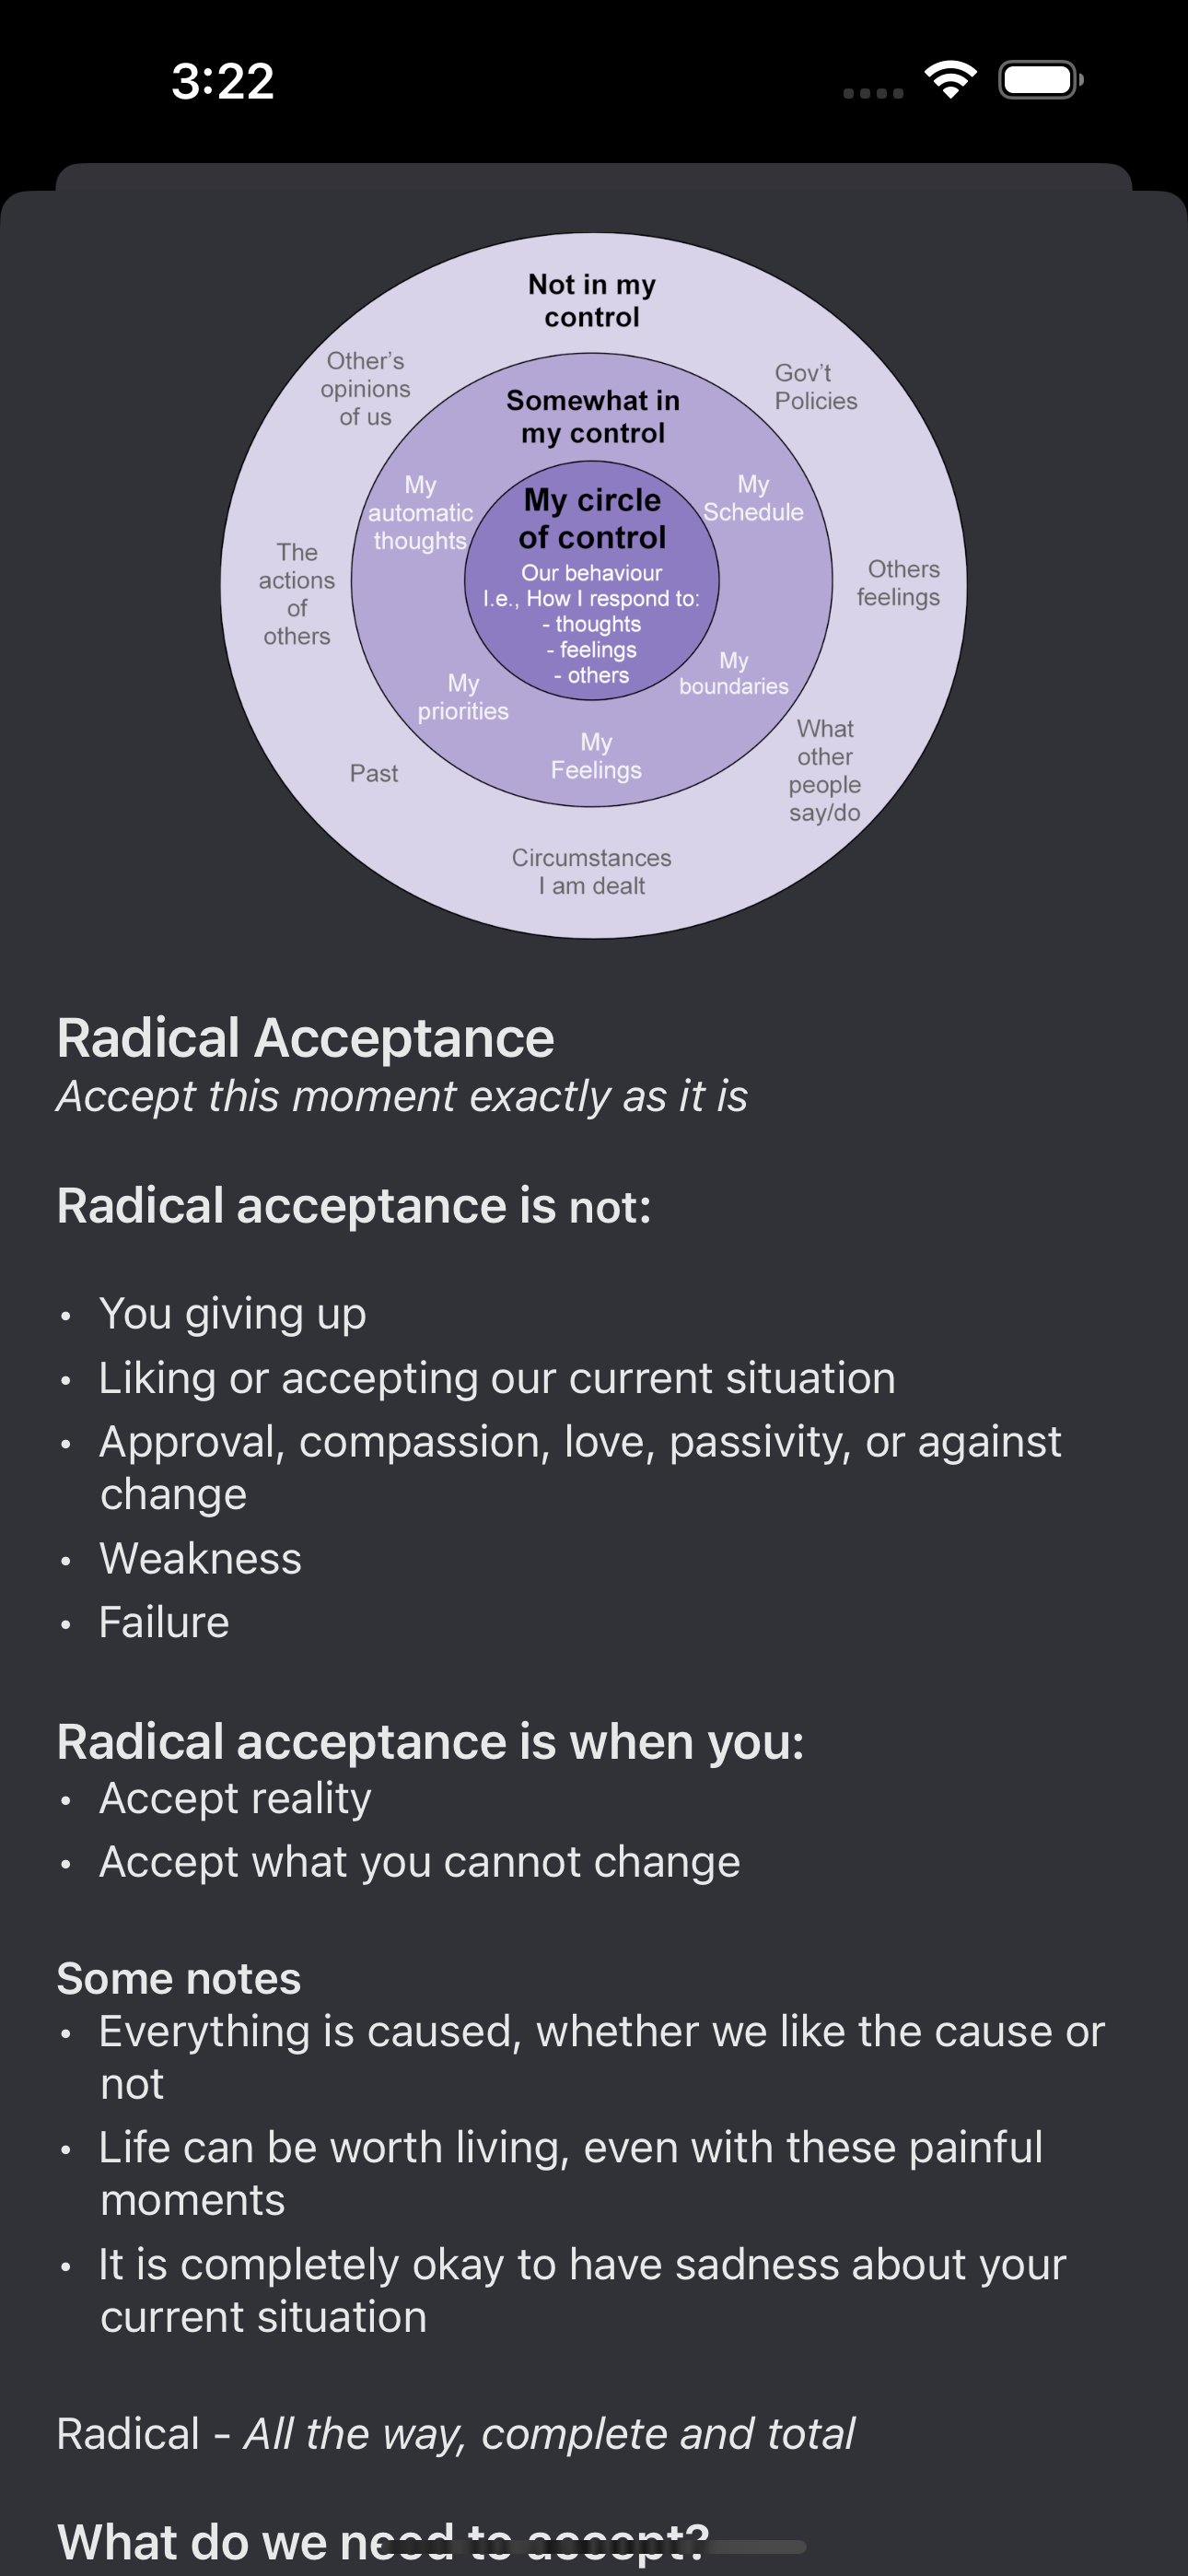 3:22
Not in my
control
Other's
opinions
of us
Gov't
Policies
Somewhat in
my control
My
automatic
thoughts
My
Schedule
My circle
of control
Our behaviour
I.e., How I respond to:
- thoughts
- feelings
- others
The
actions
of
others
Others
feelings
My
priorities
My
boundaries
My
Feelings
Past
What
other
people
say/do
Circumstances
I am dealt
Radical Acceptance
Accept this moment exactly as it is
Radical acceptance is not:
• You giving up
• Liking or accepting our current situation
• Approval, compassion, love, passivity, or against
change
• Weakness
• Failure
Radical acceptance is when you:
• Accept reality
• Accept what you cannot change
Some notes
• Everything is caused, whether we like the cause or
not
• Life can be worth living, even with these painful
moments
• It is completely okay to have sadness about your
current situation
Radical - All the way, complete and total
What do we need to accept?